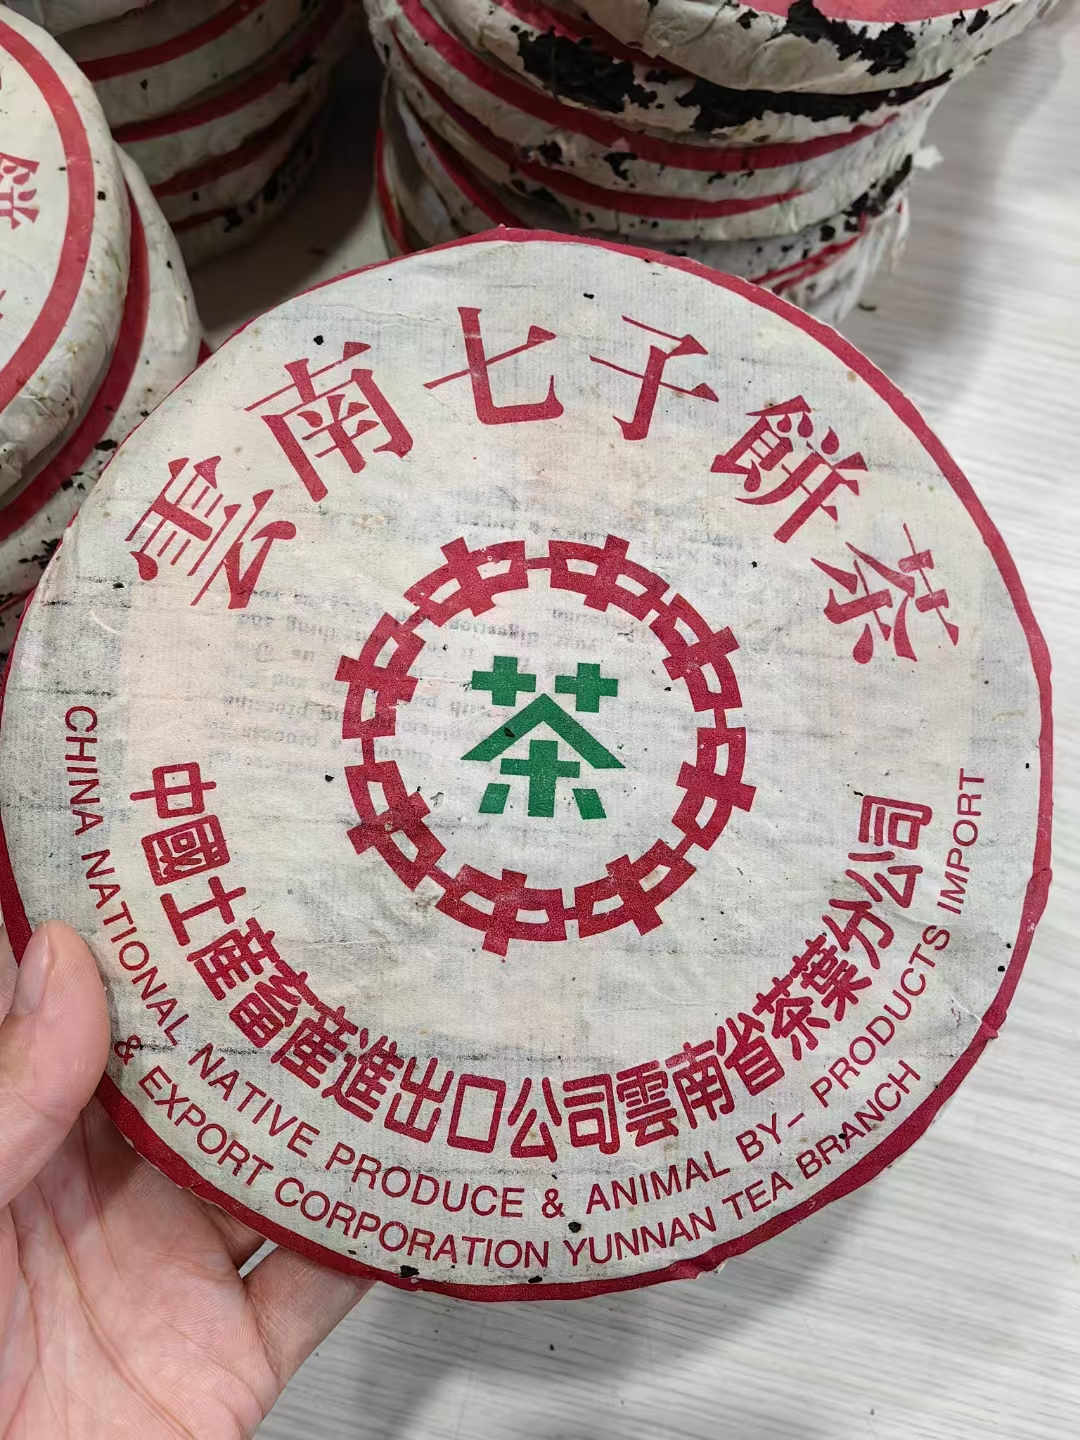 雲南七子餅茶
茶
中國土產畜產進出口公司雲南省茶葉分公司
CHINA NATIONAL NATIVE PRODUCE & ANIMAL BY- PRODUCTS IMPORT
& EXPORT CORPORATION YUNNAN TEA BRANCH
餅